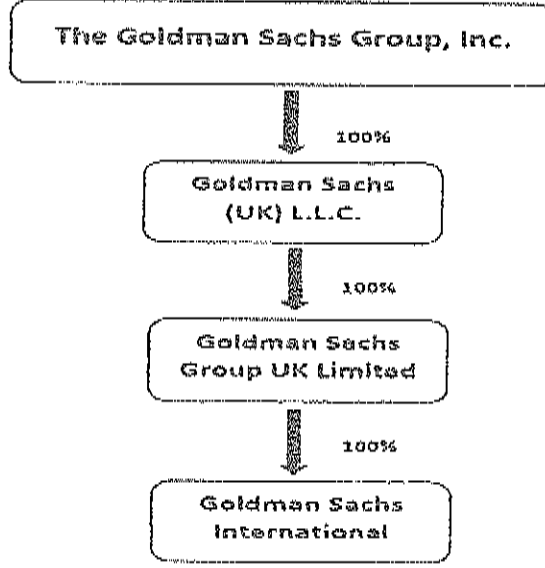 The Goldman Sachs Group, Inc.
100%
Goldman Sachs
(UK) L.L.C.
100%
Goldman Sachs
Group UK Limited
100%
Goldman Sachs
International